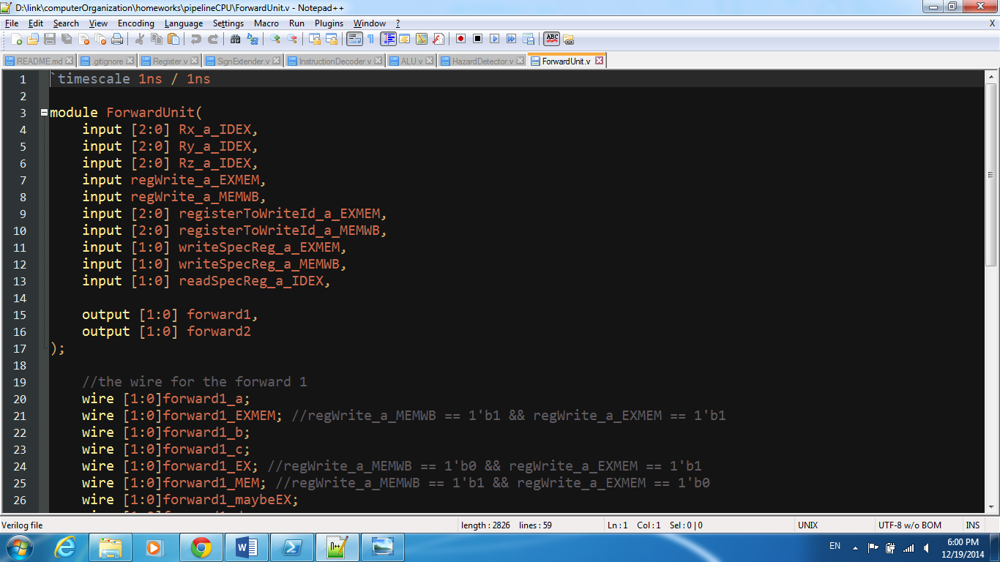 D:\link\computerOrganization\homeworks\pipelineCPU\ForwardUnit.v - Notepad++
File Edit Search View Encoding Language Settings Macro Run Plugins Window ? X
README.md .gitignore Register.v SignExtender.v InstructionDecoder.v ALU.v HazardDetector.v ForwardUnit.v
1 `timescale 1ns / 1ns
2
3 module ForwardUnit(
4 input [2:0] Rx_a_IDEX,
5 input [2:0] Ry_a_IDEX,
6 input [2:0] Rz_a_IDEX,
7 input regWrite_a_EXMEM,
8 input regWrite_a_MEMWB,
9 input [2:0] registerToWriteId_a_EXMEM,
10 input [2:0] registerToWriteId_a_MEMWB,
11 input [1:0] writeSpecReg_a_EXMEM,
12 input [1:0] writeSpecReg_a_MEMWB,
13 input [1:0] readSpecReg_a_IDEX,
14
15 output [1:0] forward1,
16 output [1:0] forward2
17 );
18
19 //the wire for the forward 1
20 wire [1:0]forward1_a;
21 wire [1:0]forward1_EXMEM; //regWrite_a_MEMWB == 1'b1 && regWrite_a_EXMEM == 1'b1
22 wire [1:0]forward1_b;
23 wire [1:0]forward1_c;
24 wire [1:0]forward1_EX; //regWrite_a_MEMWB == 1'b0 && regWrite_a_EXMEM == 1'b1
25 wire [1:0]forward1_MEM; //regWrite_a_MEMWB == 1'b1 && regWrite_a_EXMEM == 1'b0
26 wire [1:0]forward1_maybeEX;
Verilog file length : 2826 lines : 59 Ln : 1 Col : 1 Sel : 0 | 0 UNIX UTF-8 w/o BOM INS
EN 6:00 PM
12/19/2014